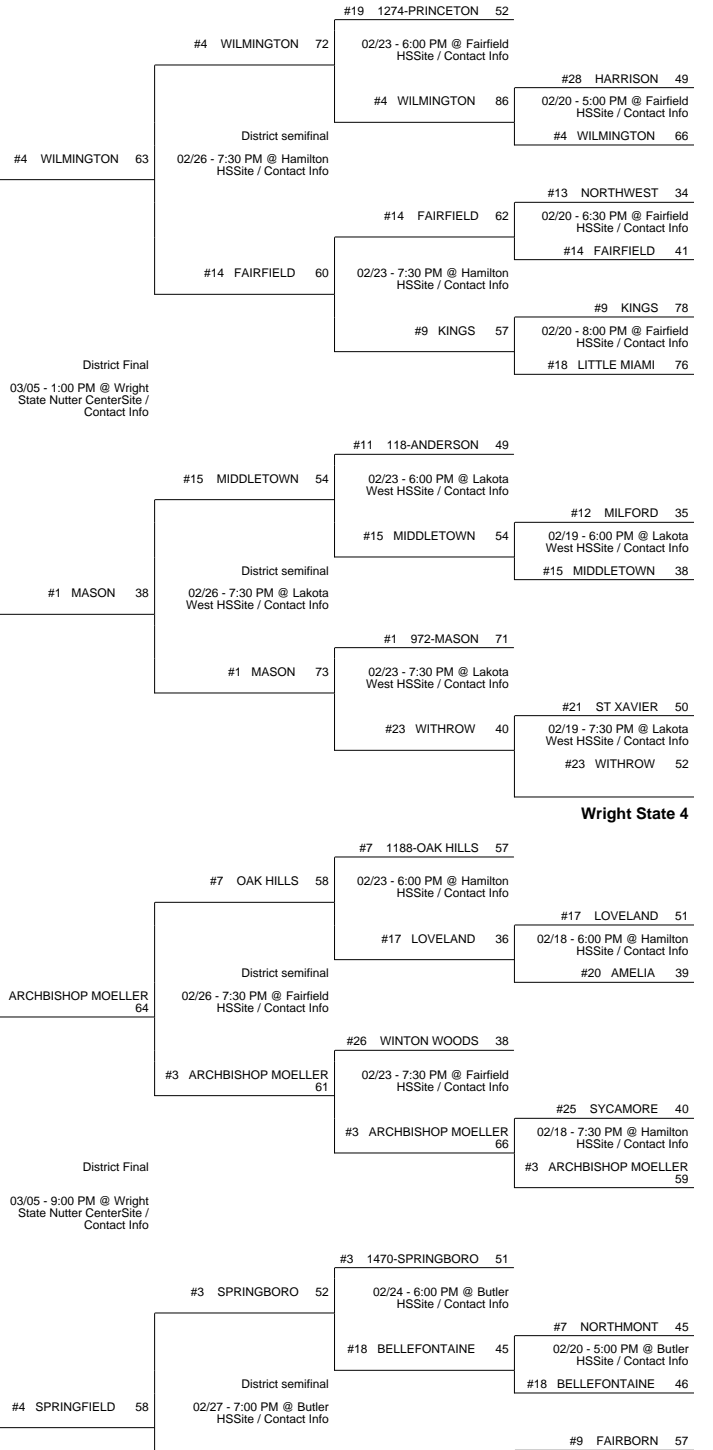 #19 1274-PRINCETON 52
#4 WILMINGTON 72
02/23 - 6:00 PM @ Fairfield
HSSite / Contact Info
#28 HARRISON 49
#4 WILMINGTON 86
02/20 - 5:00 PM @ Fairfield
HSSite / Contact Info
#4 WILMINGTON 66
District semifinal
#4 WILMINGTON 63
02/26 - 7:30 PM @ Hamilton
HSSite / Contact Info
#13 NORTHWEST 34
#14 FAIRFIELD 62
02/20 - 6:30 PM @ Fairfield
HSSite / Contact Info
#14 FAIRFIELD 41
#14 FAIRFIELD 60
02/23 - 7:30 PM @ Hamilton
HSSite / Contact Info
#9 KINGS 78
#9 KINGS 57
02/20 - 8:00 PM @ Fairfield
HSSite / Contact Info
#18 LITTLE MIAMI 76
District Final
03/05 - 1:00 PM @ Wright
State Nutter CenterSite /
Contact Info
#11 118-ANDERSON 49
#15 MIDDLETOWN 54
02/23 - 6:00 PM @ Lakota
West HSSite / Contact Info
#12 MILFORD 35
#15 MIDDLETOWN 54
02/19 - 6:00 PM @ Lakota
West HSSite / Contact Info
#15 MIDDLETOWN 38
District semifinal
#1 MASON 38
02/26 - 7:30 PM @ Lakota
West HSSite / Contact Info
#1 972-MASON 71
#1 MASON 73
02/23 - 7:30 PM @ Lakota
West HSSite / Contact Info
#21 ST XAVIER 50
#23 WITHROW 40
02/19 - 7:30 PM @ Lakota
West HSSite / Contact Info
#23 WITHROW 52
Wright State 4
#7 1188-OAK HILLS 57
#7 OAK HILLS 58
02/23 - 6:00 PM @ Hamilton
HSSite / Contact Info
#17 LOVELAND 51
#17 LOVELAND 36
02/18 - 6:00 PM @ Hamilton
HSSite / Contact Info
#20 AMELIA 39
District semifinal
ARCHBISHOP MOELLER
64
02/26 - 7:30 PM @ Fairfield
HSSite / Contact Info
#26 WINTON WOODS 38
#3 ARCHBISHOP MOELLER
61
02/23 - 7:30 PM @ Fairfield
HSSite / Contact Info
#25 SYCAMORE 40
#3 ARCHBISHOP MOELLER
66
02/18 - 7:30 PM @ Hamilton
HSSite / Contact Info
#3 ARCHBISHOP MOELLER
59
District Final
03/05 - 9:00 PM @ Wright
State Nutter CenterSite /
Contact Info
#3 1470-SPRINGBORO 51
#3 SPRINGBORO 52
02/24 - 6:00 PM @ Butler
HSSite / Contact Info
#7 NORTHMONT 45
#18 BELLEFONTAINE 45
02/20 - 5:00 PM @ Butler
HSSite / Contact Info
#18 BELLEFONTAINE 46
District semifinal
#4 SPRINGFIELD 58
02/27 - 7:00 PM @ Butler
HSSite / Contact Info
#9 FAIRBORN 57